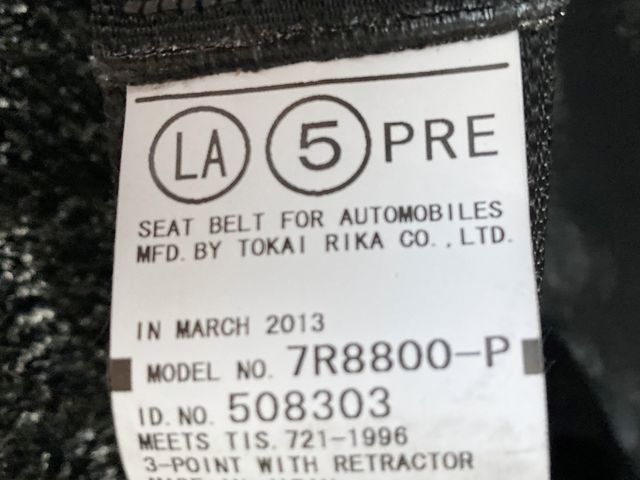 LA 5 PRE
SEAT BELT FOR AUTOMOBILES
MFD. BY TOKAI RIKA CO., LTD.
IN MARCH 2013
MODEL NO. 7R8800-P
ID. NO. 508303
MEETS TIS. 721-1996
3-POINT WITH RETRACTOR